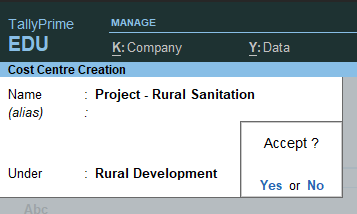 TallyPrime
EDU
MANAGE
K: Company Y: Data
Cost Centre Creation
Name : Project - Rural Sanitation
(alias) :
Accept ?
Under : Rural Development
Yes or No
Abc